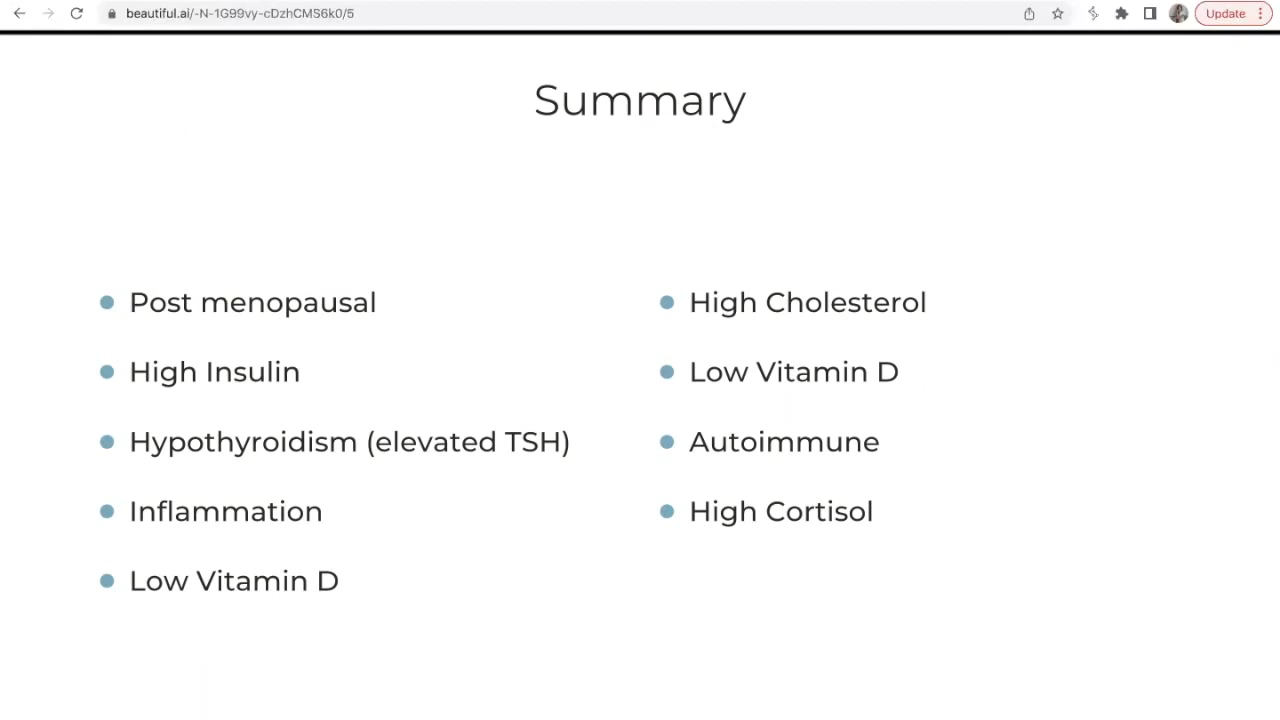 beautiful.ai/-N-1G99vy-cDzhCMS6k0/5
Update
Summary
Post menopausal
High Insulin
Hypothyroidism (elevated TSH)
Inflammation
Low Vitamin D
High Cholesterol
Low Vitamin D
Autoimmune
High Cortisol